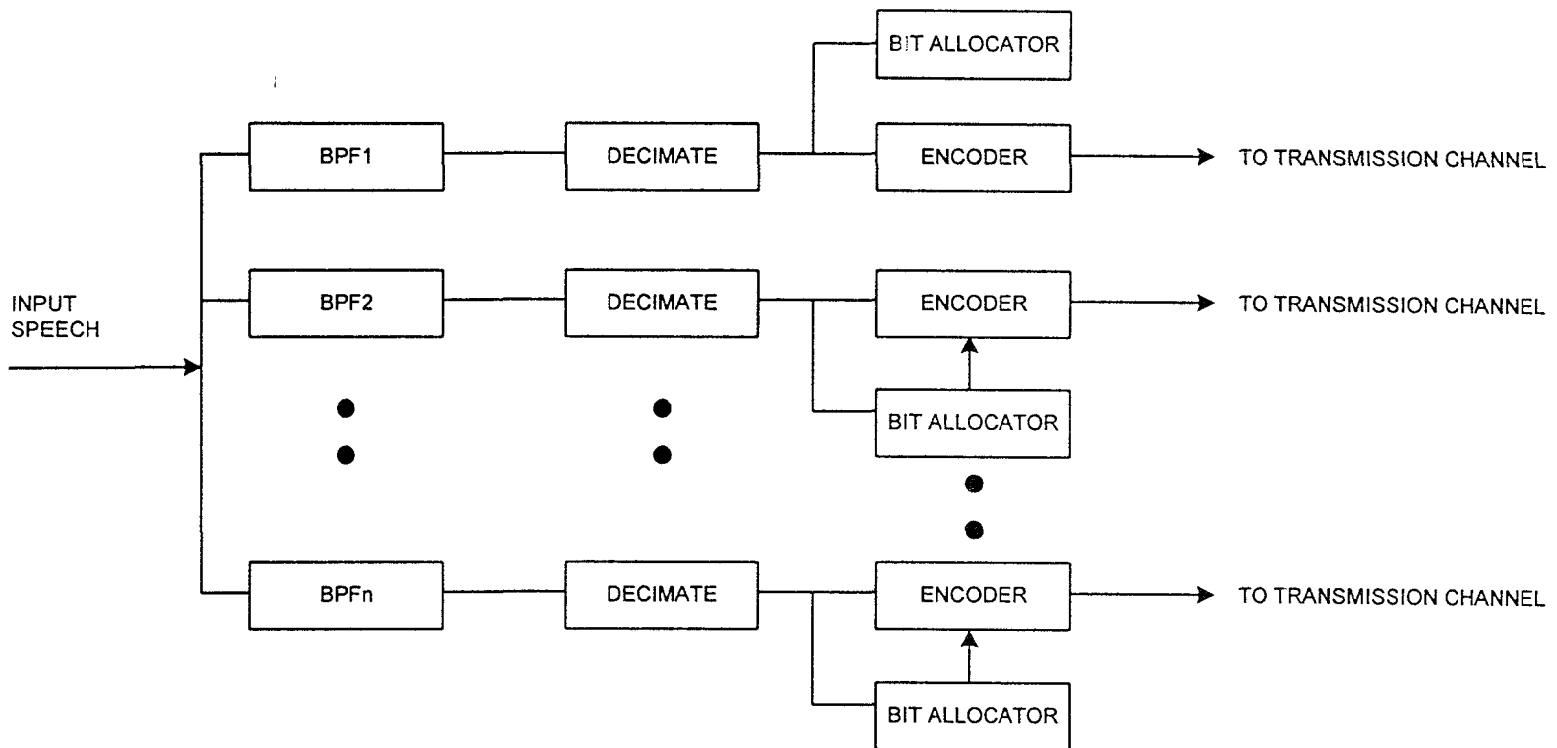 BIT ALLOCATOR
BPF1
DECIMATE
ENCODER
TO TRANSMISSION CHANNEL
INPUT
SPEECH
BPF2
DECIMATE
ENCODER
TO TRANSMISSION CHANNEL
BIT ALLOCATOR
BPFn
DECIMATE
ENCODER
TO TRANSMISSION CHANNEL
BIT ALLOCATOR